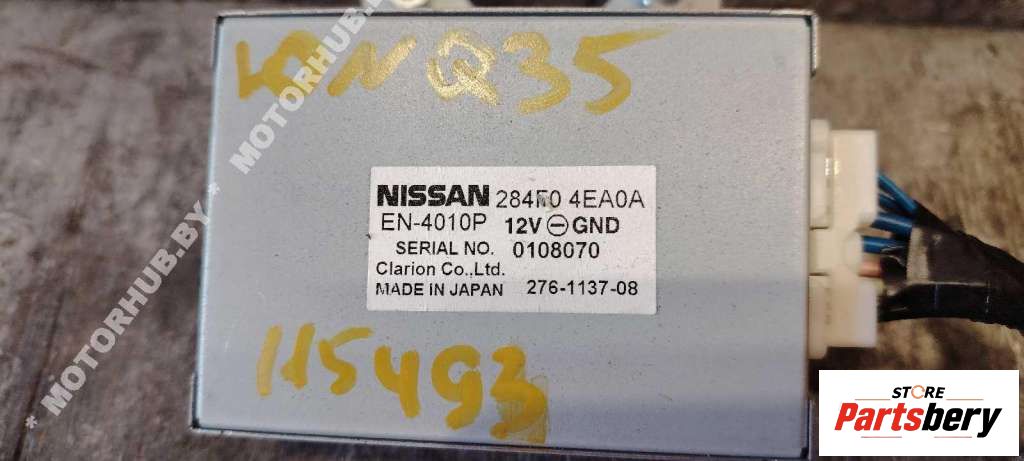 Q35
NISSAN 284F0 4EA0A
EN-4010P 12V ⊖ GND
SERIAL NO. 0108070
Clarion Co.,Ltd.
MADE IN JAPAN 276-1137-08
115493
* MOTORHUB.BY * MOTORHUB.BY
STORE
Partsbery